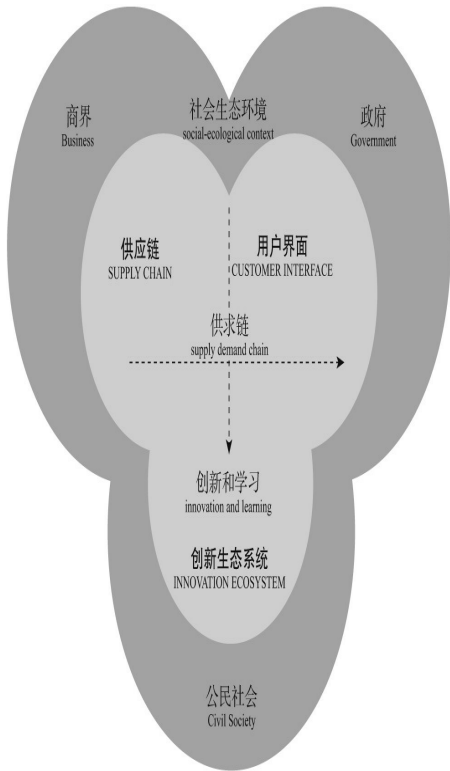 商界
Business
社会生态环境
social-ecological context
政府
Government
供应链
SUPPLY CHAIN
用户界面
CUSTOMER INTERFACE
供求链
supply demand chain
创新和学习
innovation and learning
创新生态系统
INNOVATION ECOSYSTEM
公民社会
Civil Society